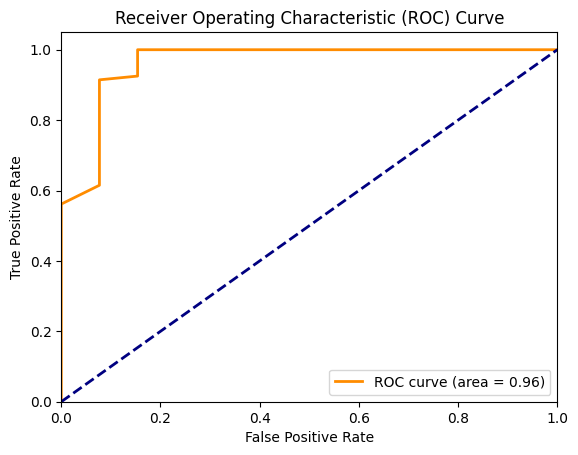 Receiver Operating Characteristic (ROC) Curve
True Positive Rate
1.0
0.8
0.6
0.4
0.2
0.0
ROC curve (area = 0.96)
0.0 0.2 0.4 0.6 0.8 1.0
False Positive Rate